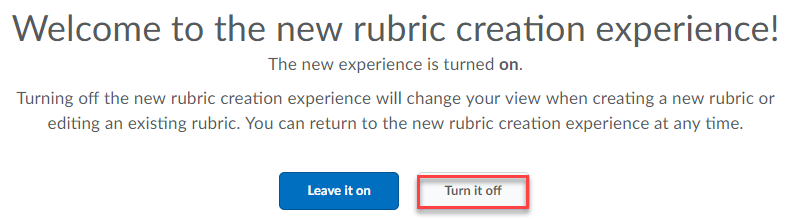 Welcome to the new rubric creation experience!
The new experience is turned on.
Turning off the new rubric creation experience will change your view when creating a new rubric or
editing an existing rubric. You can return to the new rubric creation experience at any time.
Leave it on
Turn it off